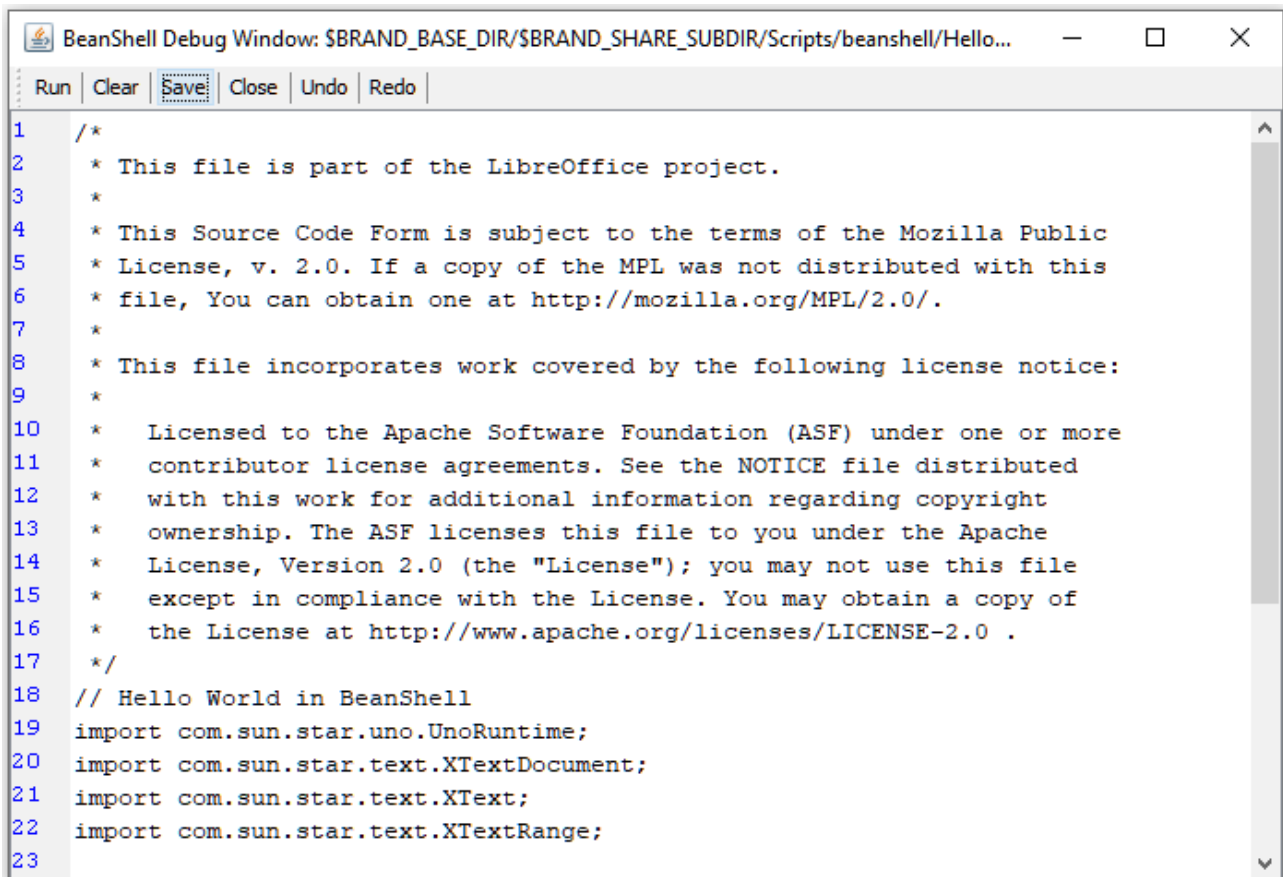 BeanShell Debug Window: $BRAND_BASE_DIR/$BRAND_SHARE_SUBDIR/Scripts/beanshell/Hello...
Run Clear Save Close Undo Redo
1 /*
2 * This file is part of the LibreOffice project.
3 *
4 * This Source Code Form is subject to the terms of the Mozilla Public
5 * License, v. 2.0. If a copy of the MPL was not distributed with this
6 * file, You can obtain one at http://mozilla.org/MPL/2.0/.
7 *
8 * This file incorporates work covered by the following license notice:
9 *
10 *   Licensed to the Apache Software Foundation (ASF) under one or more
11 *   contributor license agreements. See the NOTICE file distributed
12 *   with this work for additional information regarding copyright
13 *   ownership. The ASF licenses this file to you under the Apache
14 *   License, Version 2.0 (the "License"); you may not use this file
15 *   except in compliance with the License. You may obtain a copy of
16 *   the License at http://www.apache.org/licenses/LICENSE-2.0 .
17 */
18 // Hello World in BeanShell
19 import com.sun.star.uno.UnoRuntime;
20 import com.sun.star.text.XTextDocument;
21 import com.sun.star.text.XText;
22 import com.sun.star.text.XTextRange;
23